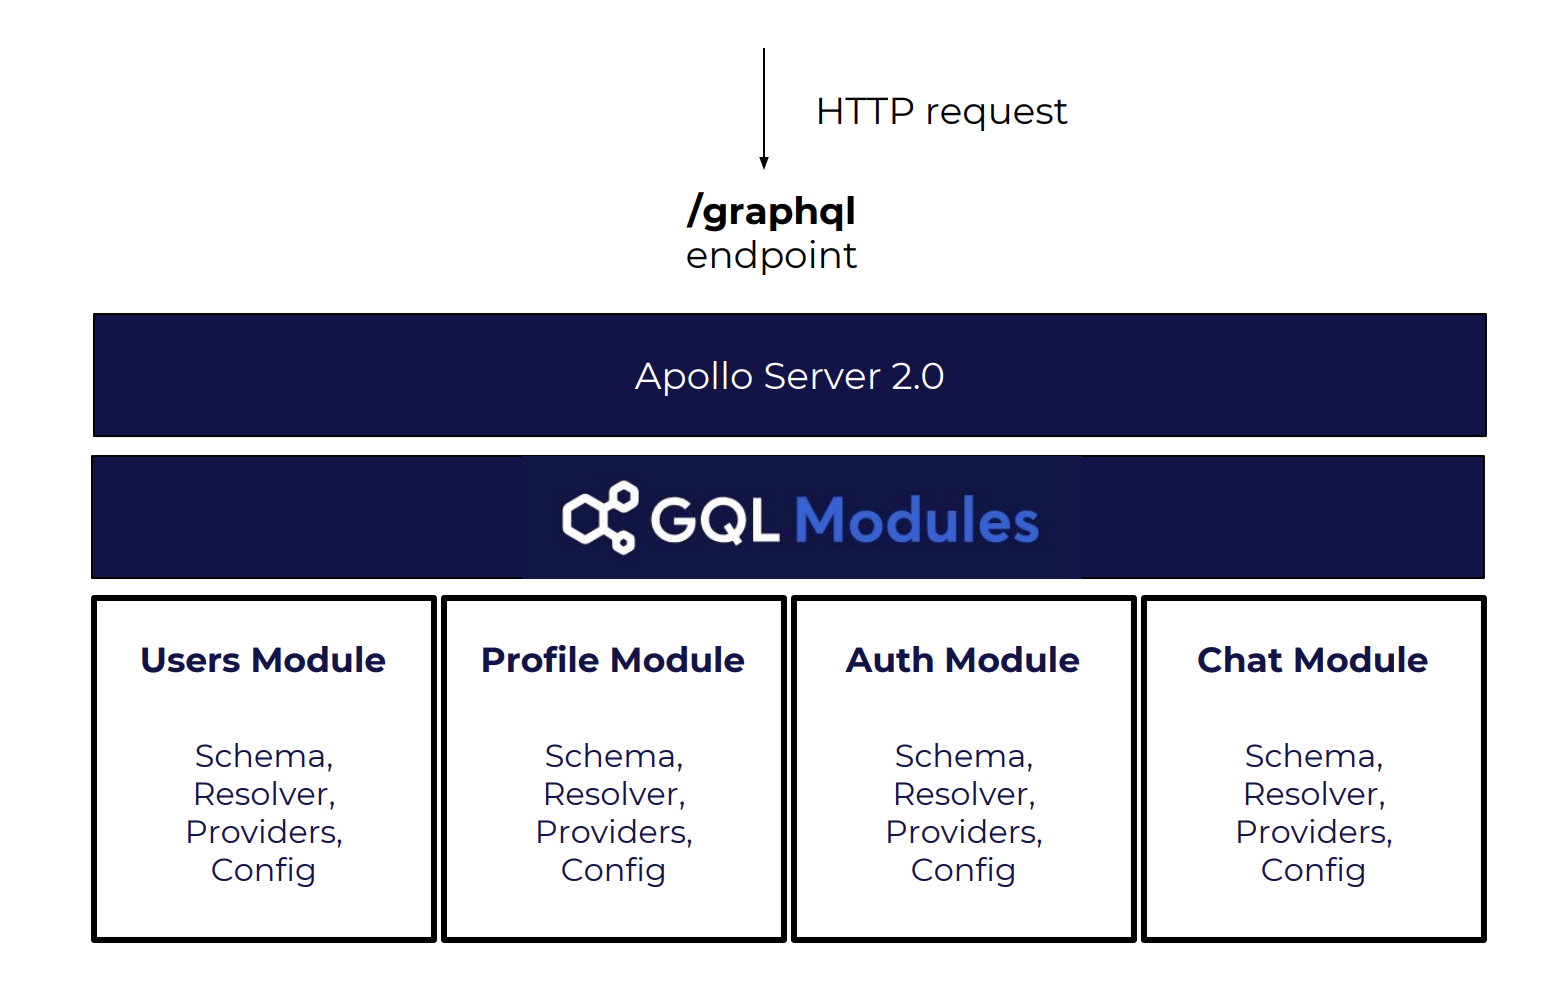 HTTP request
/graphql
endpoint
Apollo Server 2.0
GQL Modules
Users Module
Schema,
Resolver,
Providers,
Config
Profile Module
Schema,
Resolver,
Providers,
Config
Auth Module
Schema,
Resolver,
Providers,
Config
Chat Module
Schema,
Resolver,
Providers,
Config